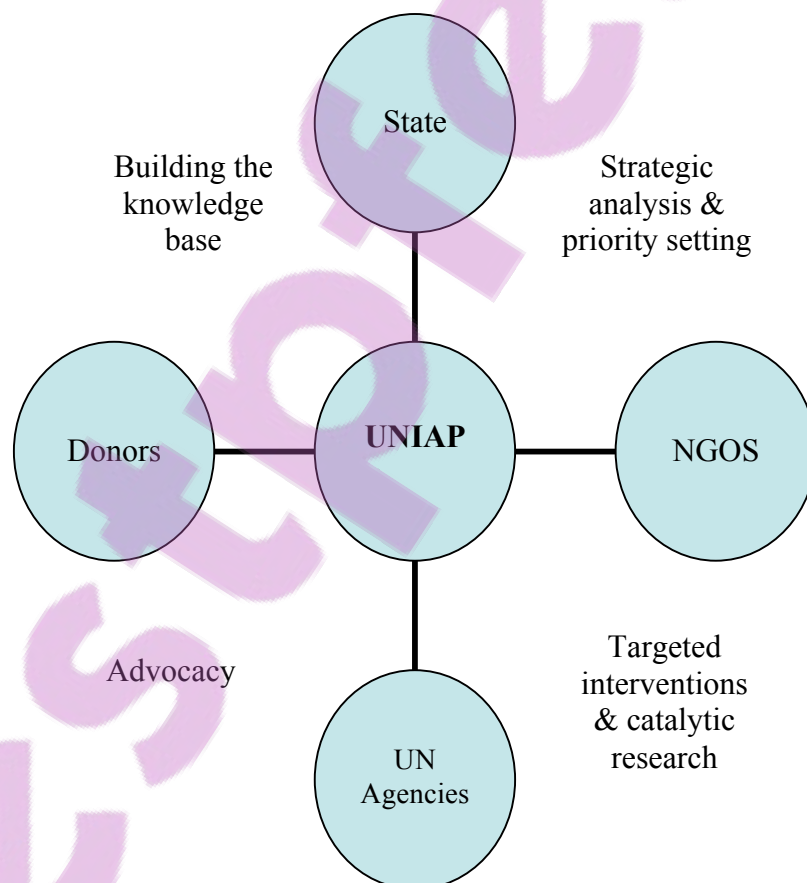 State
Building the
knowledge
base
Strategic
analysis &
priority setting
Donors
UNIAP
NGOS
Advocacy
Targeted
interventions
& catalytic
research
UN
Agencies